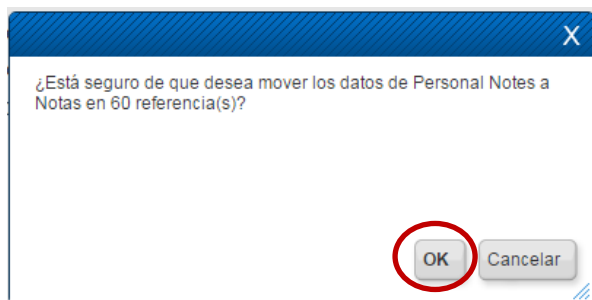 X
¿Está seguro de que desea mover los datos de Personal Notes a
Notas en 60 referencia(s)?
OK Cancelar